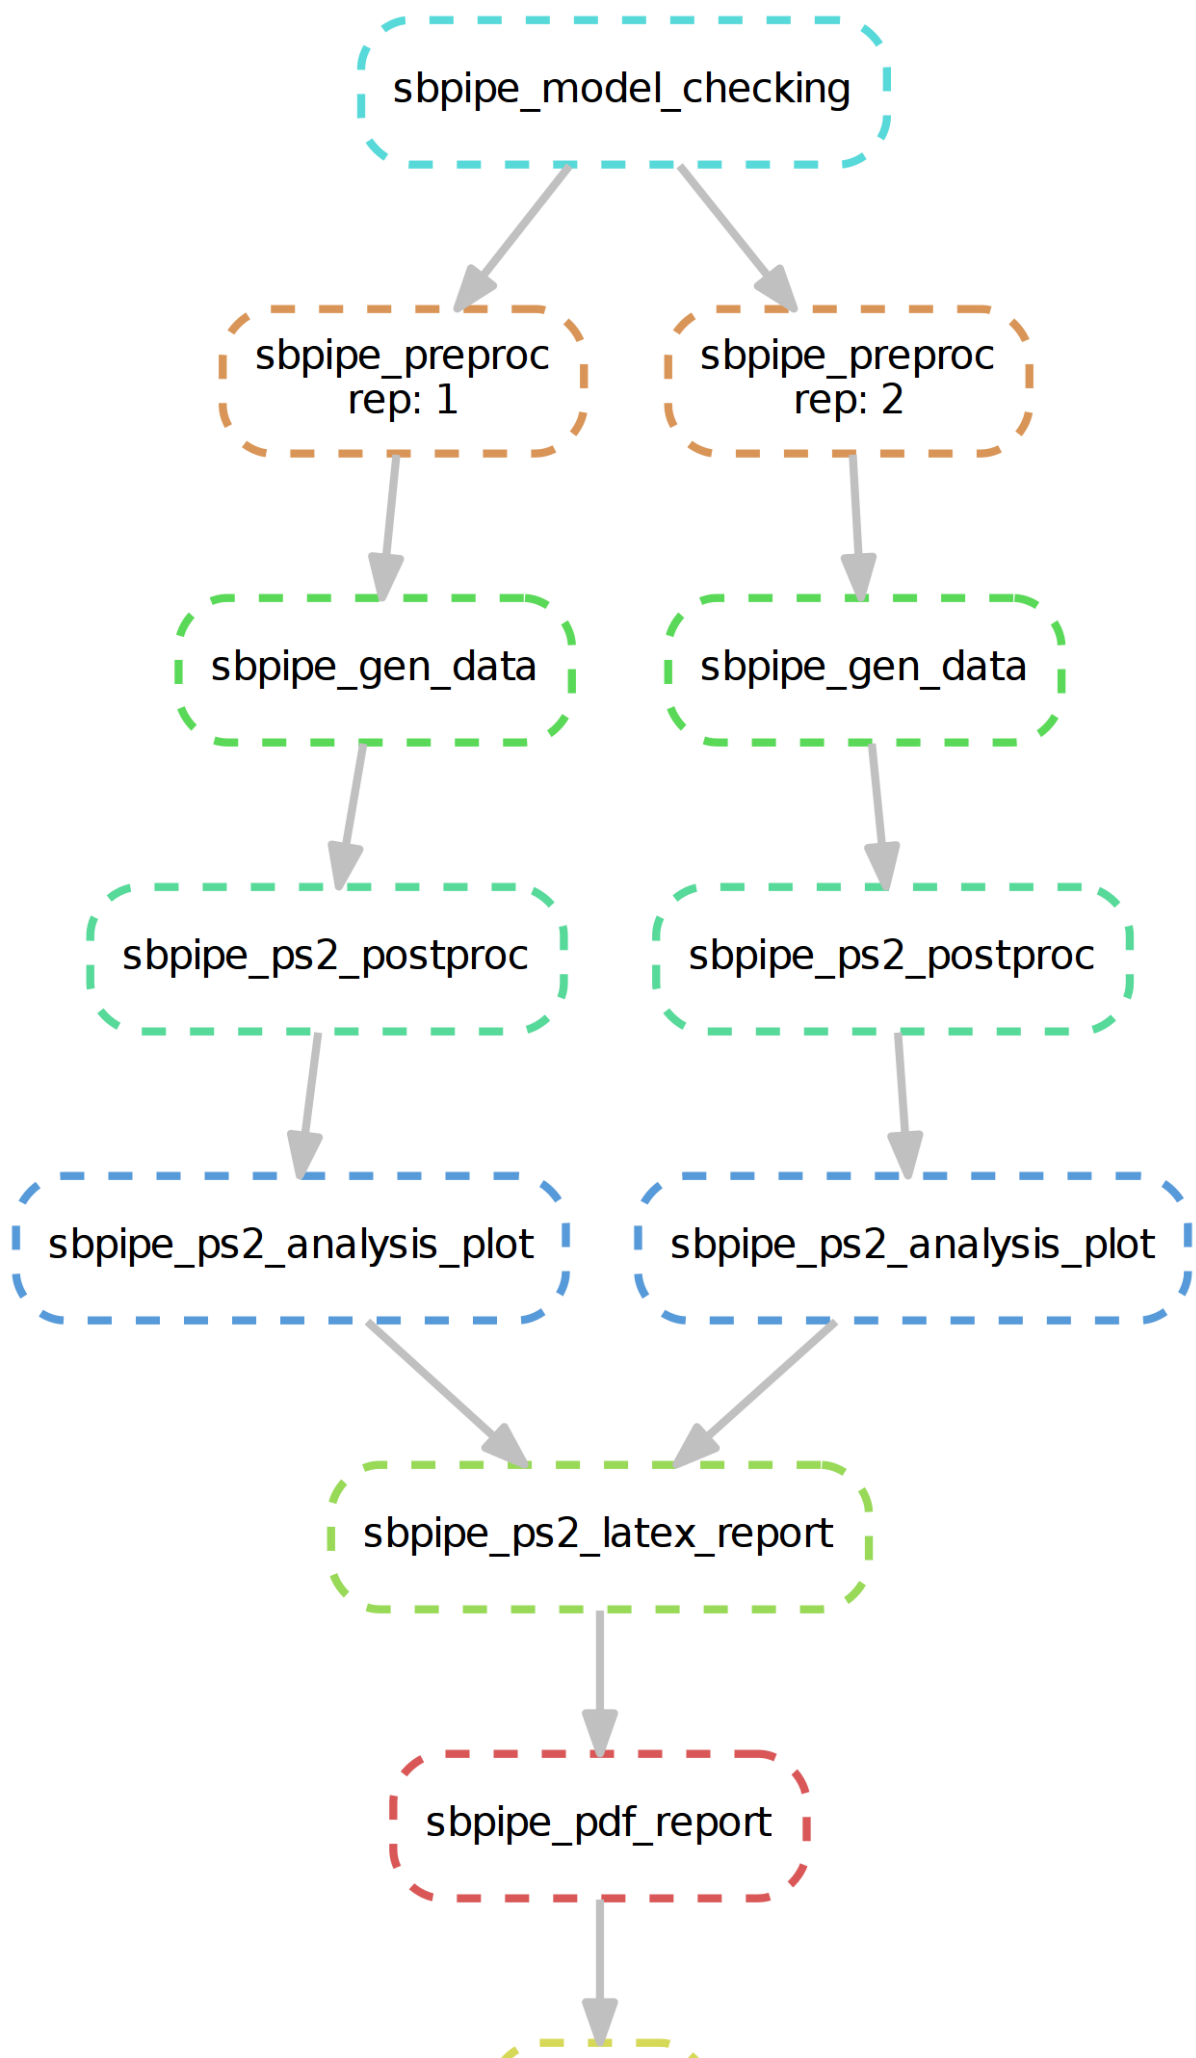 sbpipe_model_checking
sbpipe_preproc
rep: 1
sbpipe_preproc
rep: 2
sbpipe_gen_data
sbpipe_gen_data
sbpipe_ps2_postproc
sbpipe_ps2_postproc
sbpipe_ps2_analysis_plot
sbpipe_ps2_analysis_plot
sbpipe_ps2_latex_report
sbpipe_pdf_report